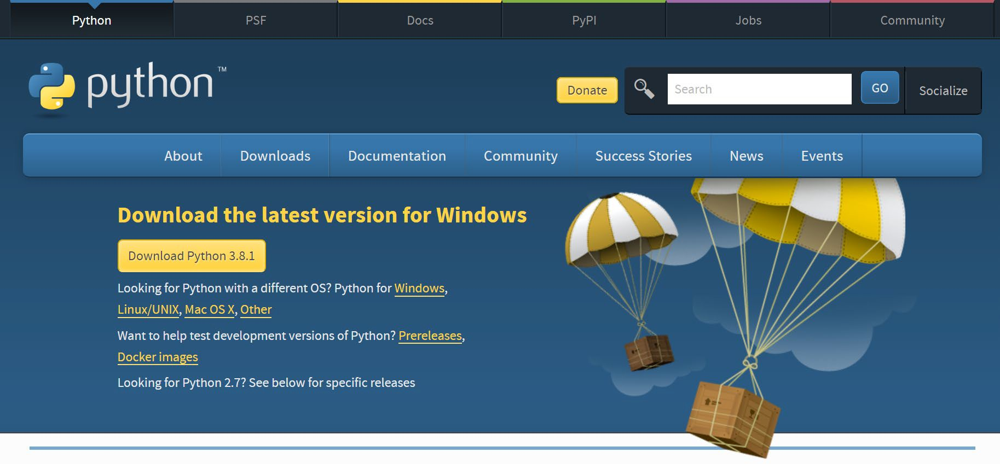 Python PSF Docs PyPI Jobs Community
python™
Donate Search GO Socialize
About Downloads Documentation Community Success Stories News Events
Download the latest version for Windows
Download Python 3.8.1
Looking for Python with a different OS? Python for Windows,
Linux/UNIX, Mac OS X, Other
Want to help test development versions of Python? Prereleases,
Docker images
Looking for Python 2.7? See below for specific releases